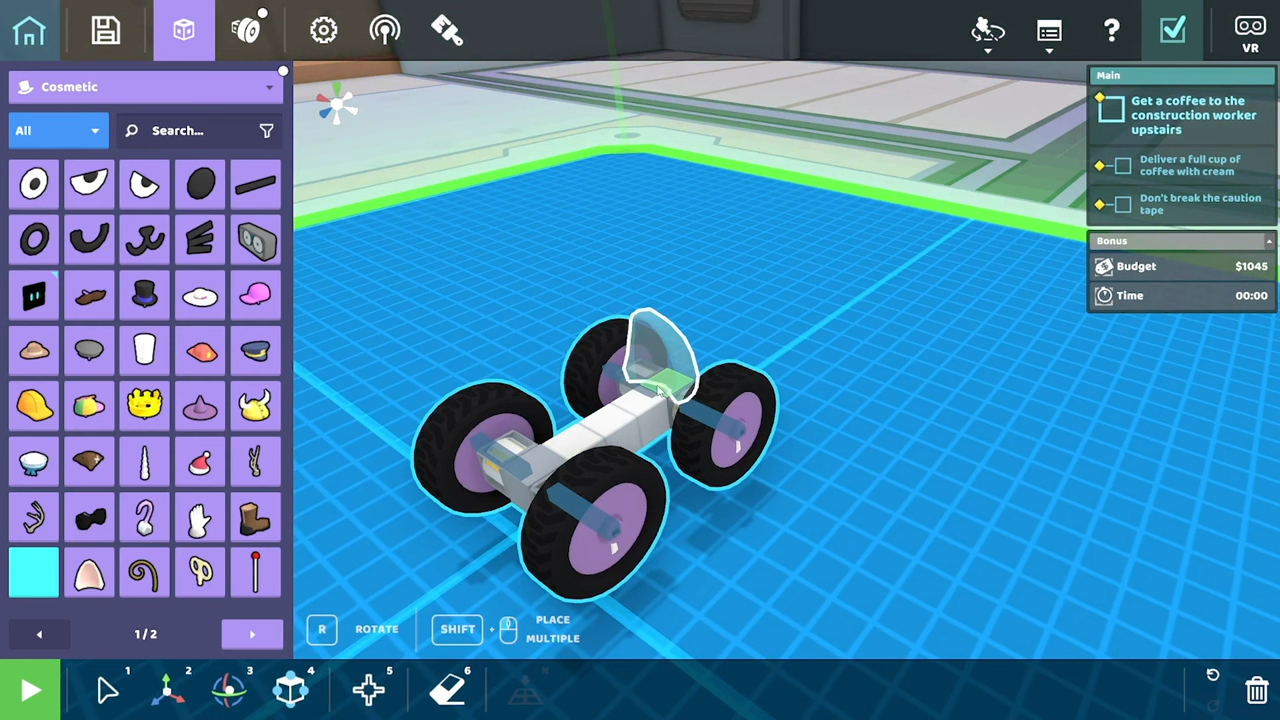 VR
Cosmetic
All
Search...
Main
Get a coffee to the
construction worker
upstairs
Deliver a full cup of
coffee with cream
Don't break the caution
tape
Bonus
Budget $1045
Time 00:00
R ROTATE SHIFT + PLACE
MULTIPLE
1/2
1 2 3 4 5 6 N